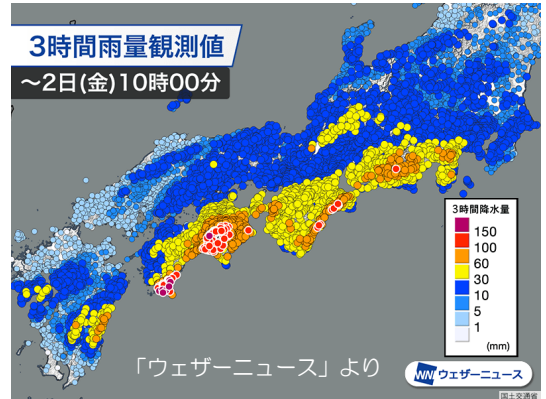 3時間雨量観測値
～2日(金)10時00分
3時間降水量
150
100
60
30
10
5
1
(mm)
「ウェザーニュース」より
WN ウェザーニュース
国土交通省